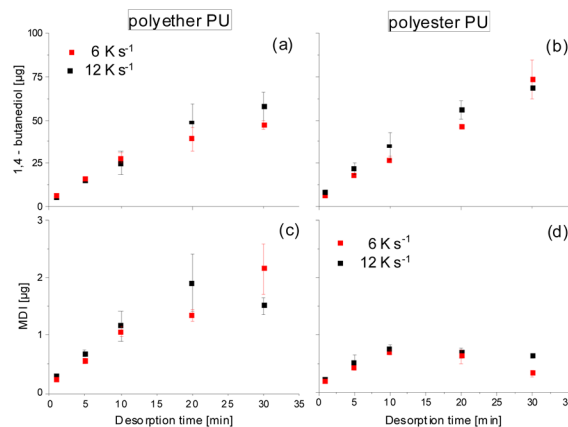 polyether PU
polyester PU
(a)
(b)
6 K s⁻¹
12 K s⁻¹
1,4 - butanediol [µg]
100
75
50
25
0
(c)
(d)
6 K s⁻¹
12 K s⁻¹
MDI [µg]
3
2
1
0
0 5 10 15 20 25 30 35
0 5 10 15 20 25 30 35
Desorption time [min]
Desorption time [min]